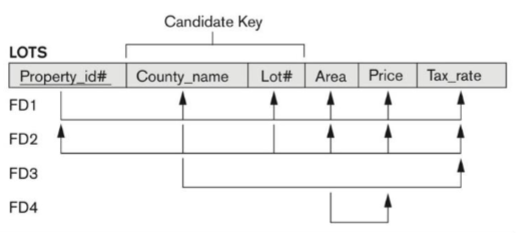 Candidate Key
LOTS
Property_id# County_name Lot# Area Price Tax_rate
FD1
FD2
FD3
FD4